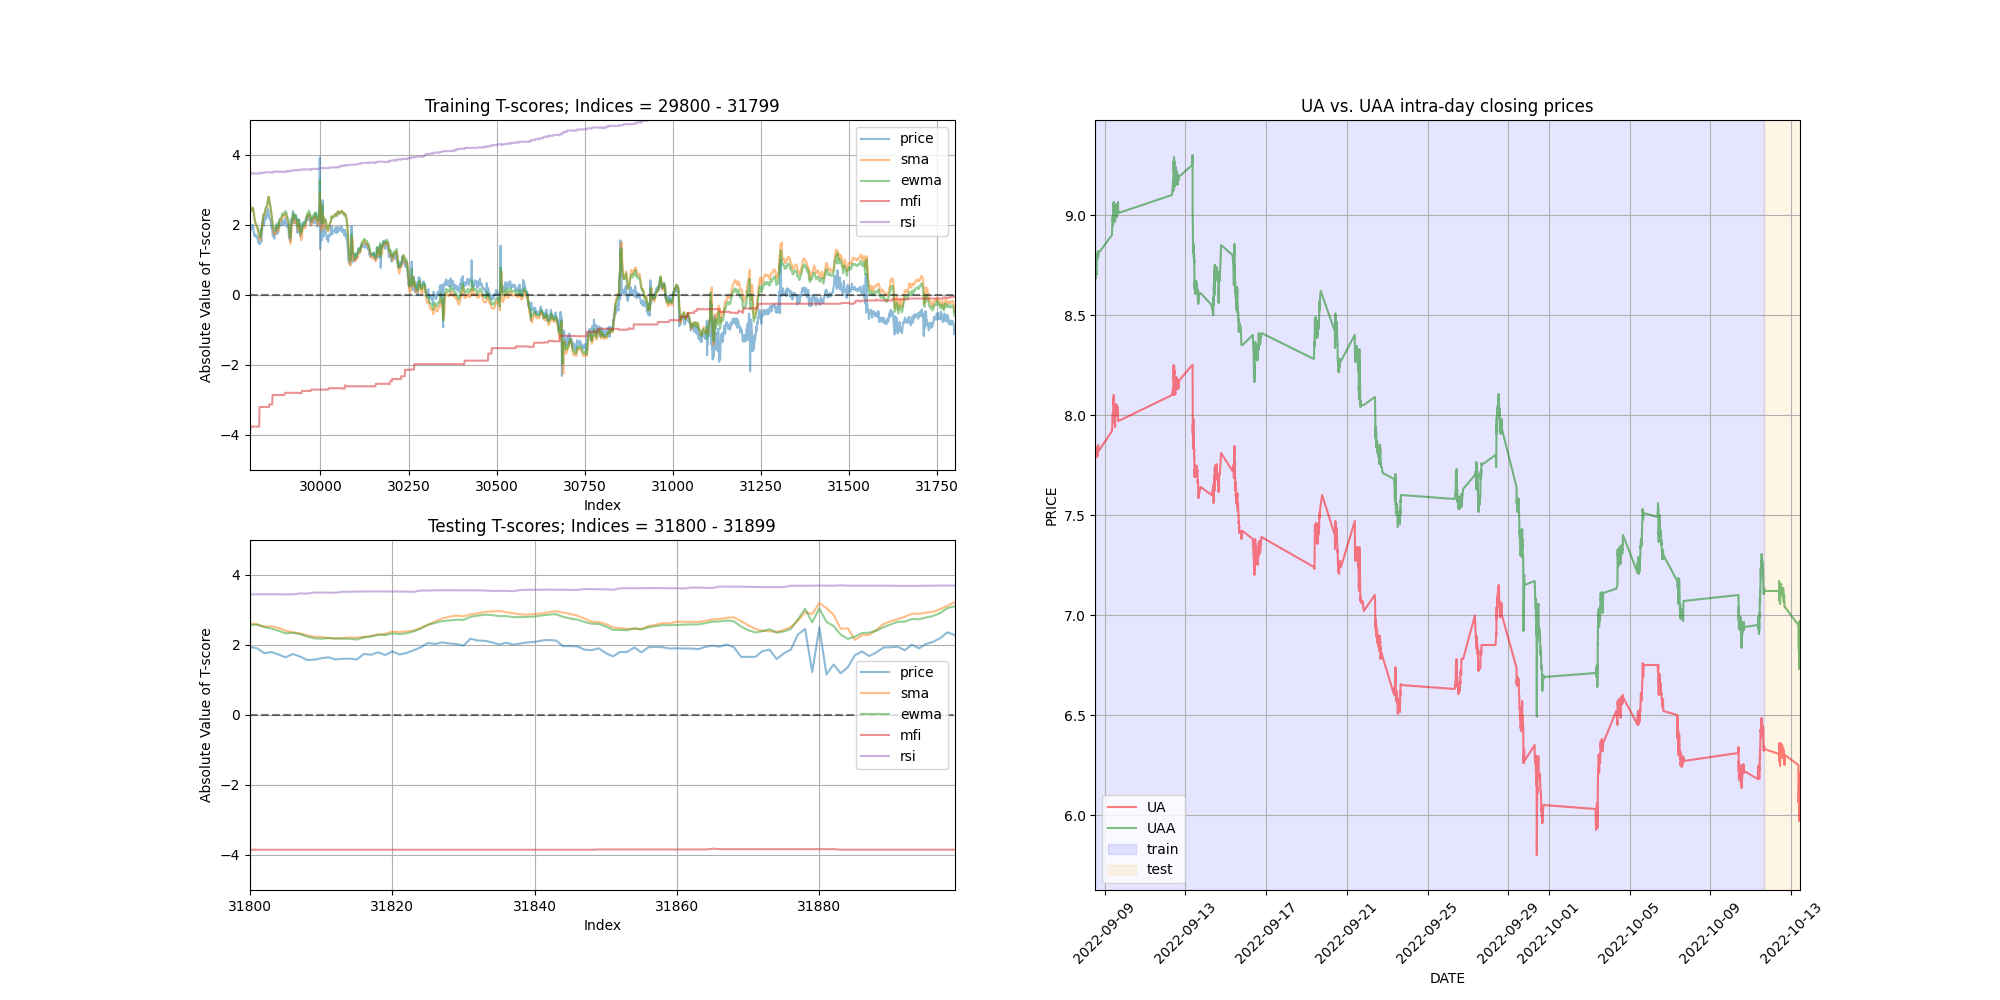 Training T-scores; Indices = 29800 - 31799
Absolute Value of T-score
4
2
0
−2
−4
30000 30250 30500 30750 31000 31250 31500 31750
Index
price
sma
ewma
mfi
rsi
Testing T-scores; Indices = 31800 - 31899
Absolute Value of T-score
4
2
0
−2
−4
31800 31820 31840 31860 31880
Index
price
sma
ewma
mfi
rsi
UA vs. UAA intra-day closing prices
PRICE
9.0
8.5
8.0
7.5
7.0
6.5
6.0
UA
UAA
train
test
2022-09-09 2022-09-13 2022-09-17 2022-09-21 2022-09-25 2022-09-29 2022-10-01 2022-10-05 2022-10-09 2022-10-13
DATE